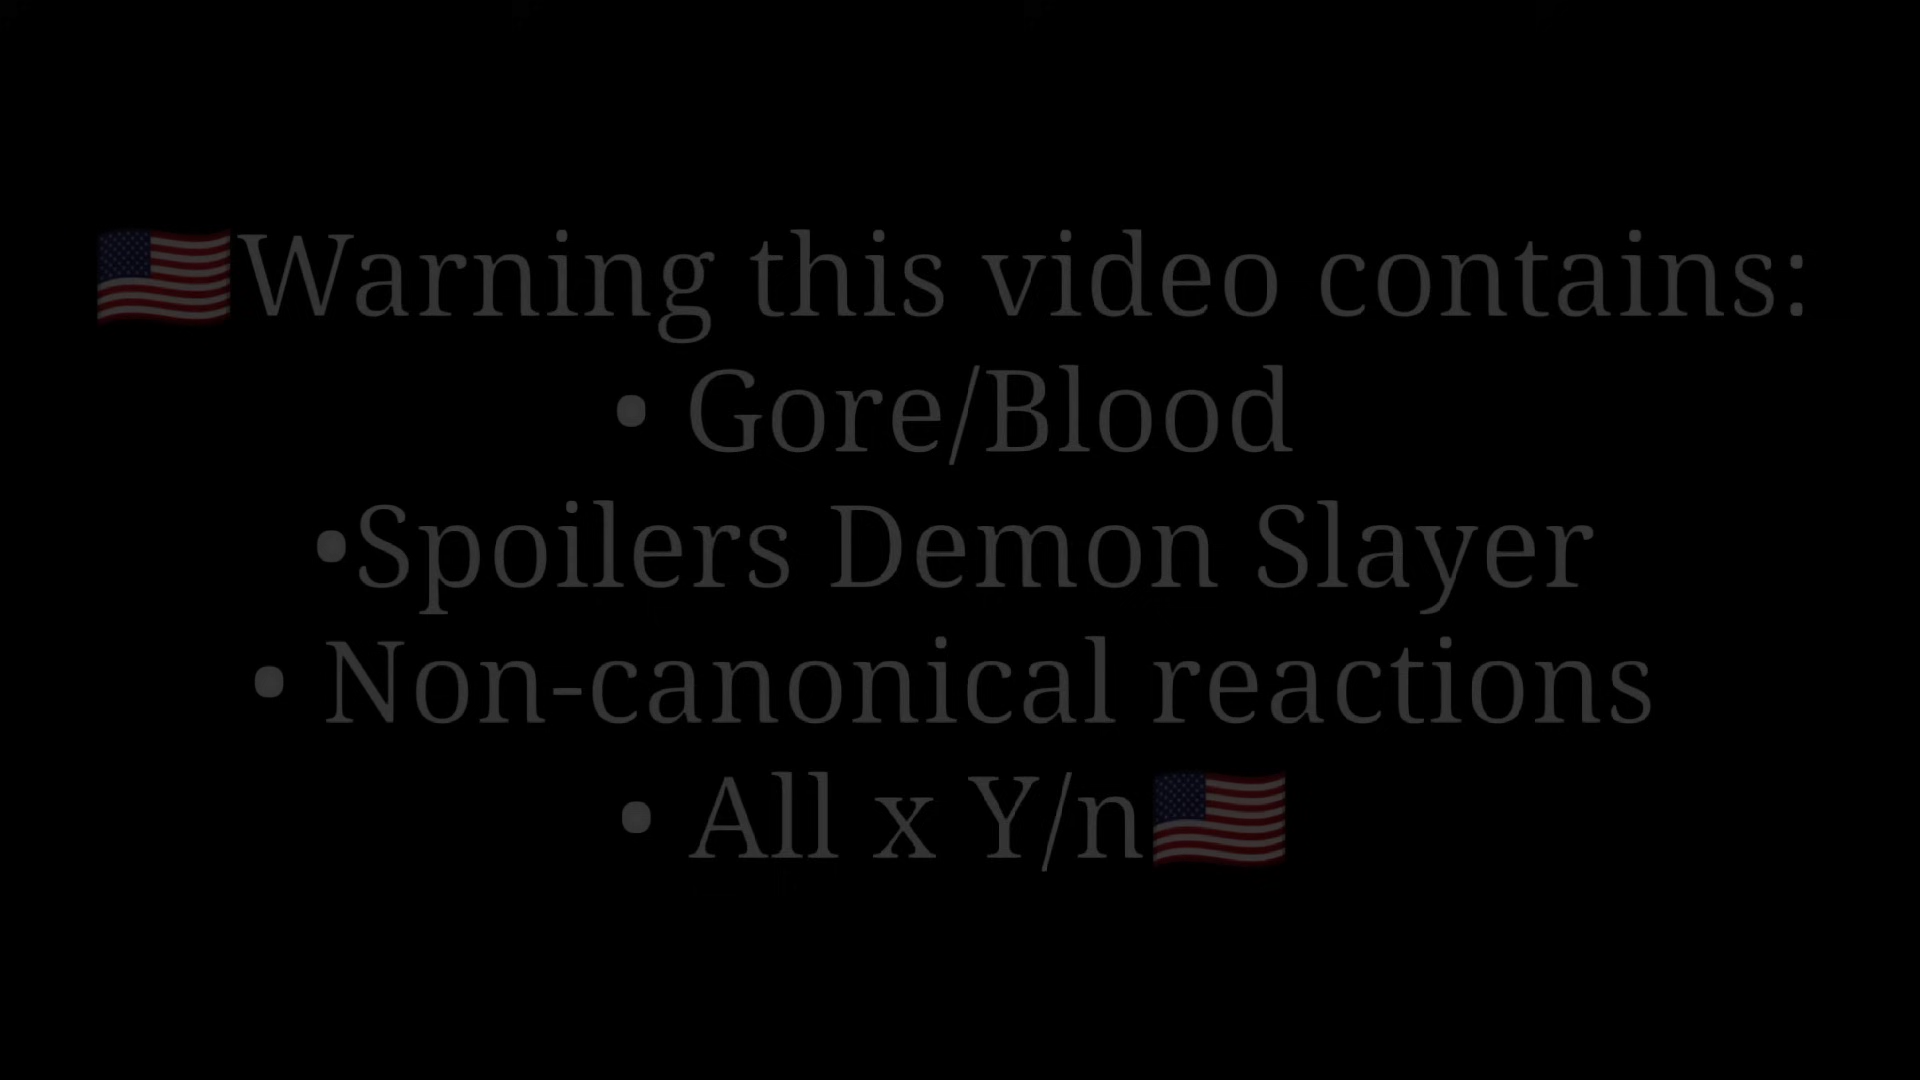 🇺🇸Warning this video contains:
• Gore/Blood
•Spoilers Demon Slayer
• Non-canonical reactions
• All x Y/n🇺🇸